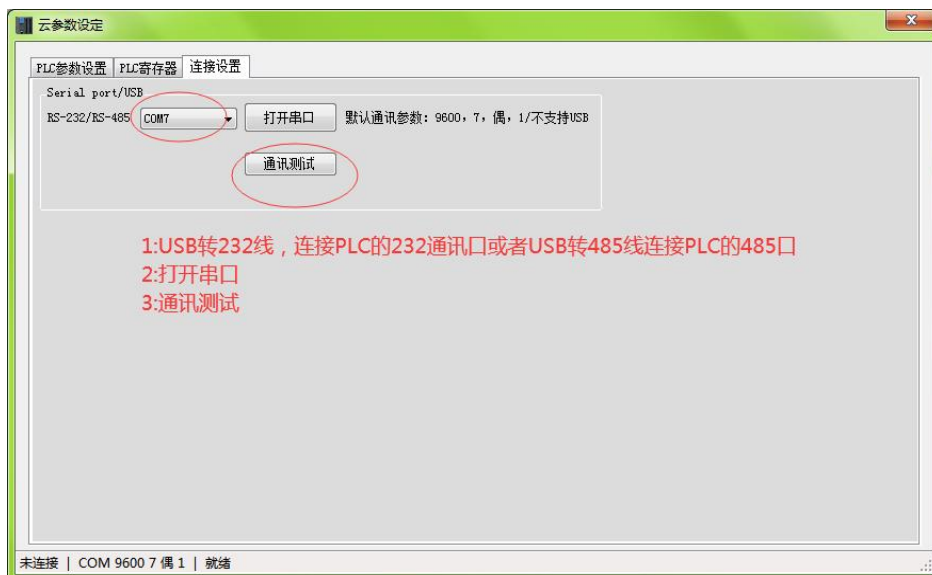 云参数设定
PLC参数设置 PLC寄存器 连接设置
Serial port/USB
RS-232/RS-485 COM7 打开串口 默认通讯参数：9600，7，偶，1/不支持USB
通讯测试
1:USB转232线，连接PLC的232通讯口或者USB转485线连接PLC的485口
2:打开串口
3:通讯测试
未连接 | COM 9600 7 偶 1 | 就绪